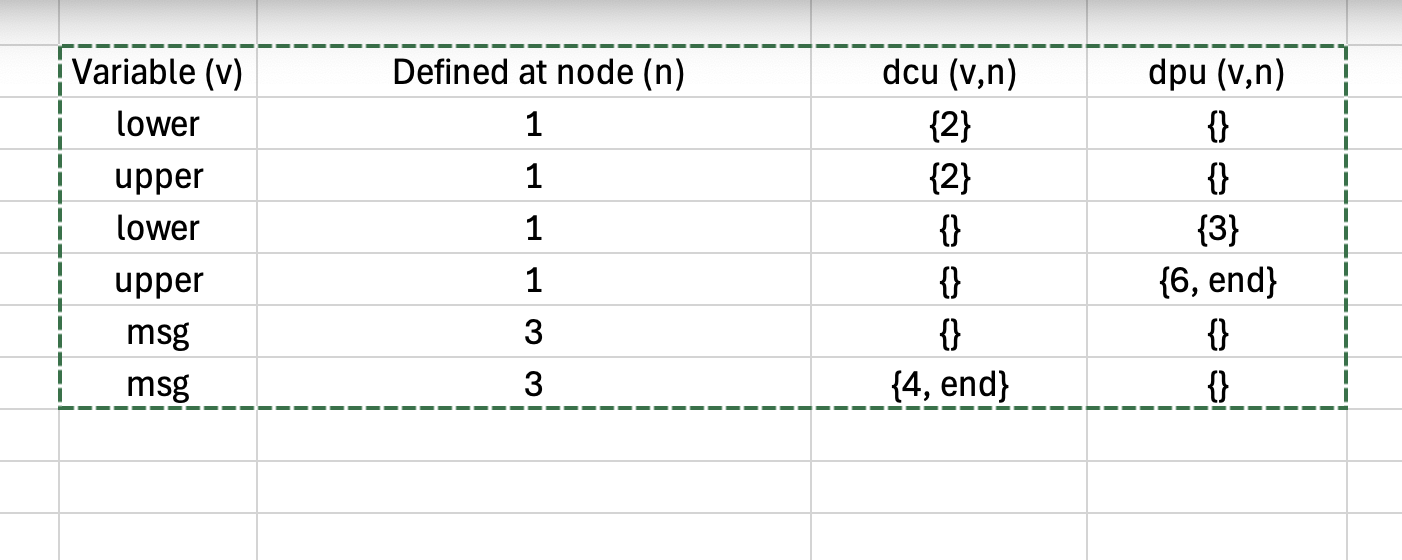 Variable (v) Defined at node (n) dcu (v,n) dpu (v,n)
lower 1 {2} {}
upper 1 {2} {}
lower 1 {} {3}
upper 1 {} {6, end}
msg 3 {} {}
msg 3 {4, end} {}